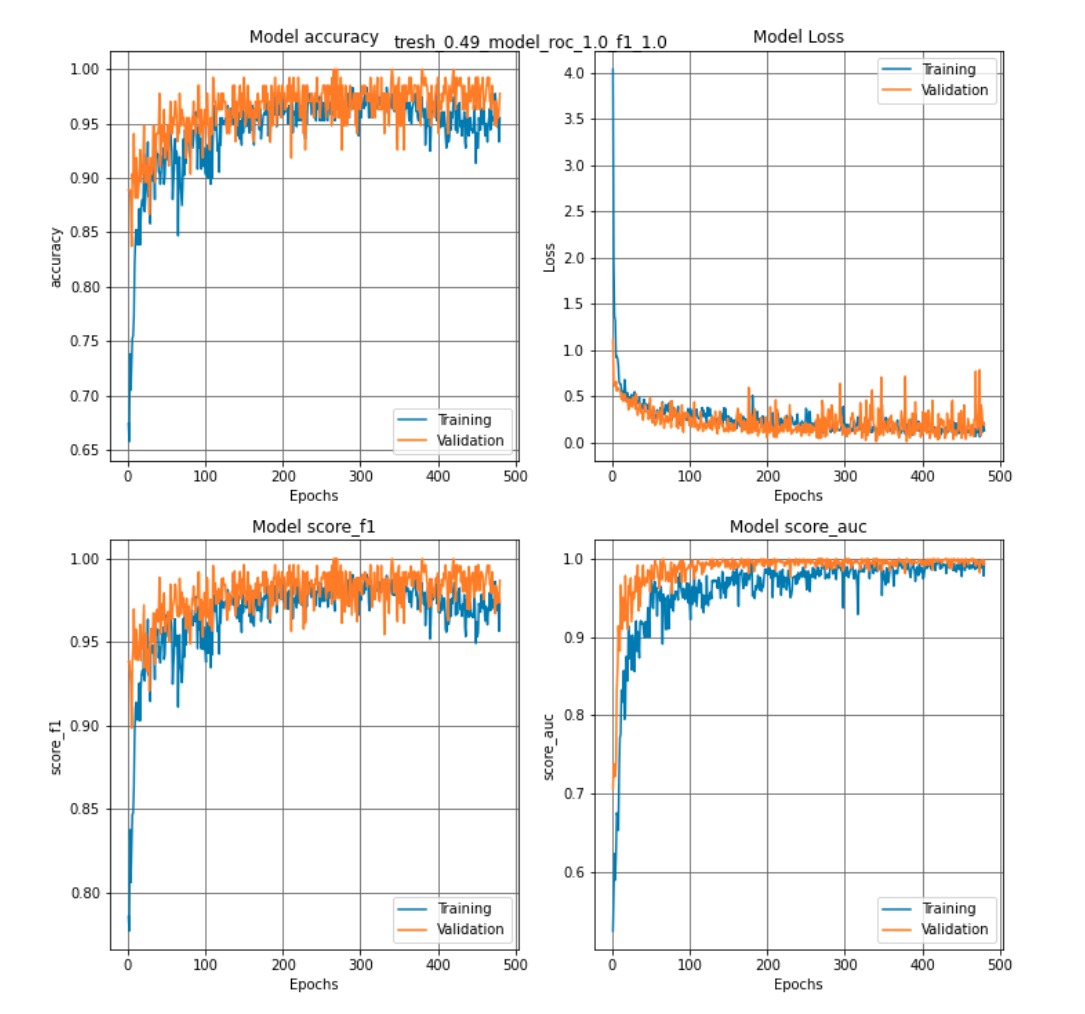 Model accuracy
tresh_0.49_model_roc_1.0_f1_1.0
Model Loss
1.00
0.95
0.90
0.85
0.80
0.75
0.70
0.65
accuracy
0
100
200
300
400
500
Epochs
Training
Validation
4.0
3.5
3.0
2.5
2.0
1.5
1.0
0.5
0.0
Loss
0
100
200
300
400
500
Epochs
Training
Validation
Model score_f1
1.00
0.95
0.90
0.85
0.80
score_f1
0
100
200
300
400
500
Epochs
Training
Validation
Model score_auc
1.0
0.9
0.8
0.7
0.6
score_auc
0
100
200
300
400
500
Epochs
Training
Validation